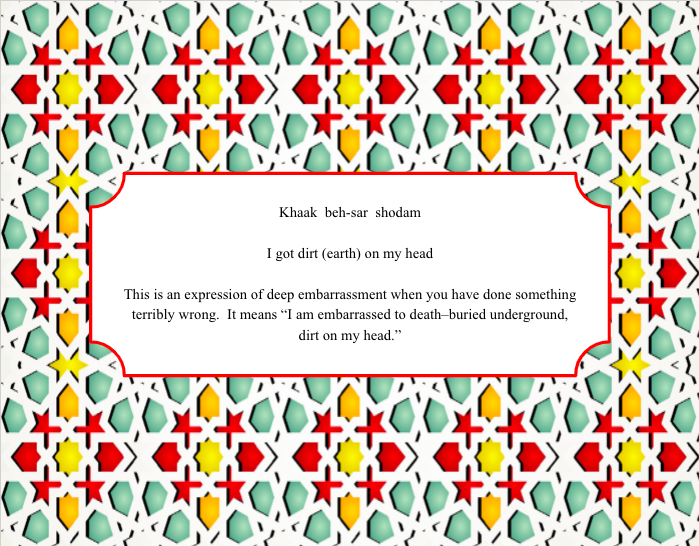 Khaak beh-sar shodam
I got dirt (earth) on my head
This is an expression of deep embarrassment when you have done something
terribly wrong. It means “I am embarrassed to death–buried underground,
dirt on my head.”